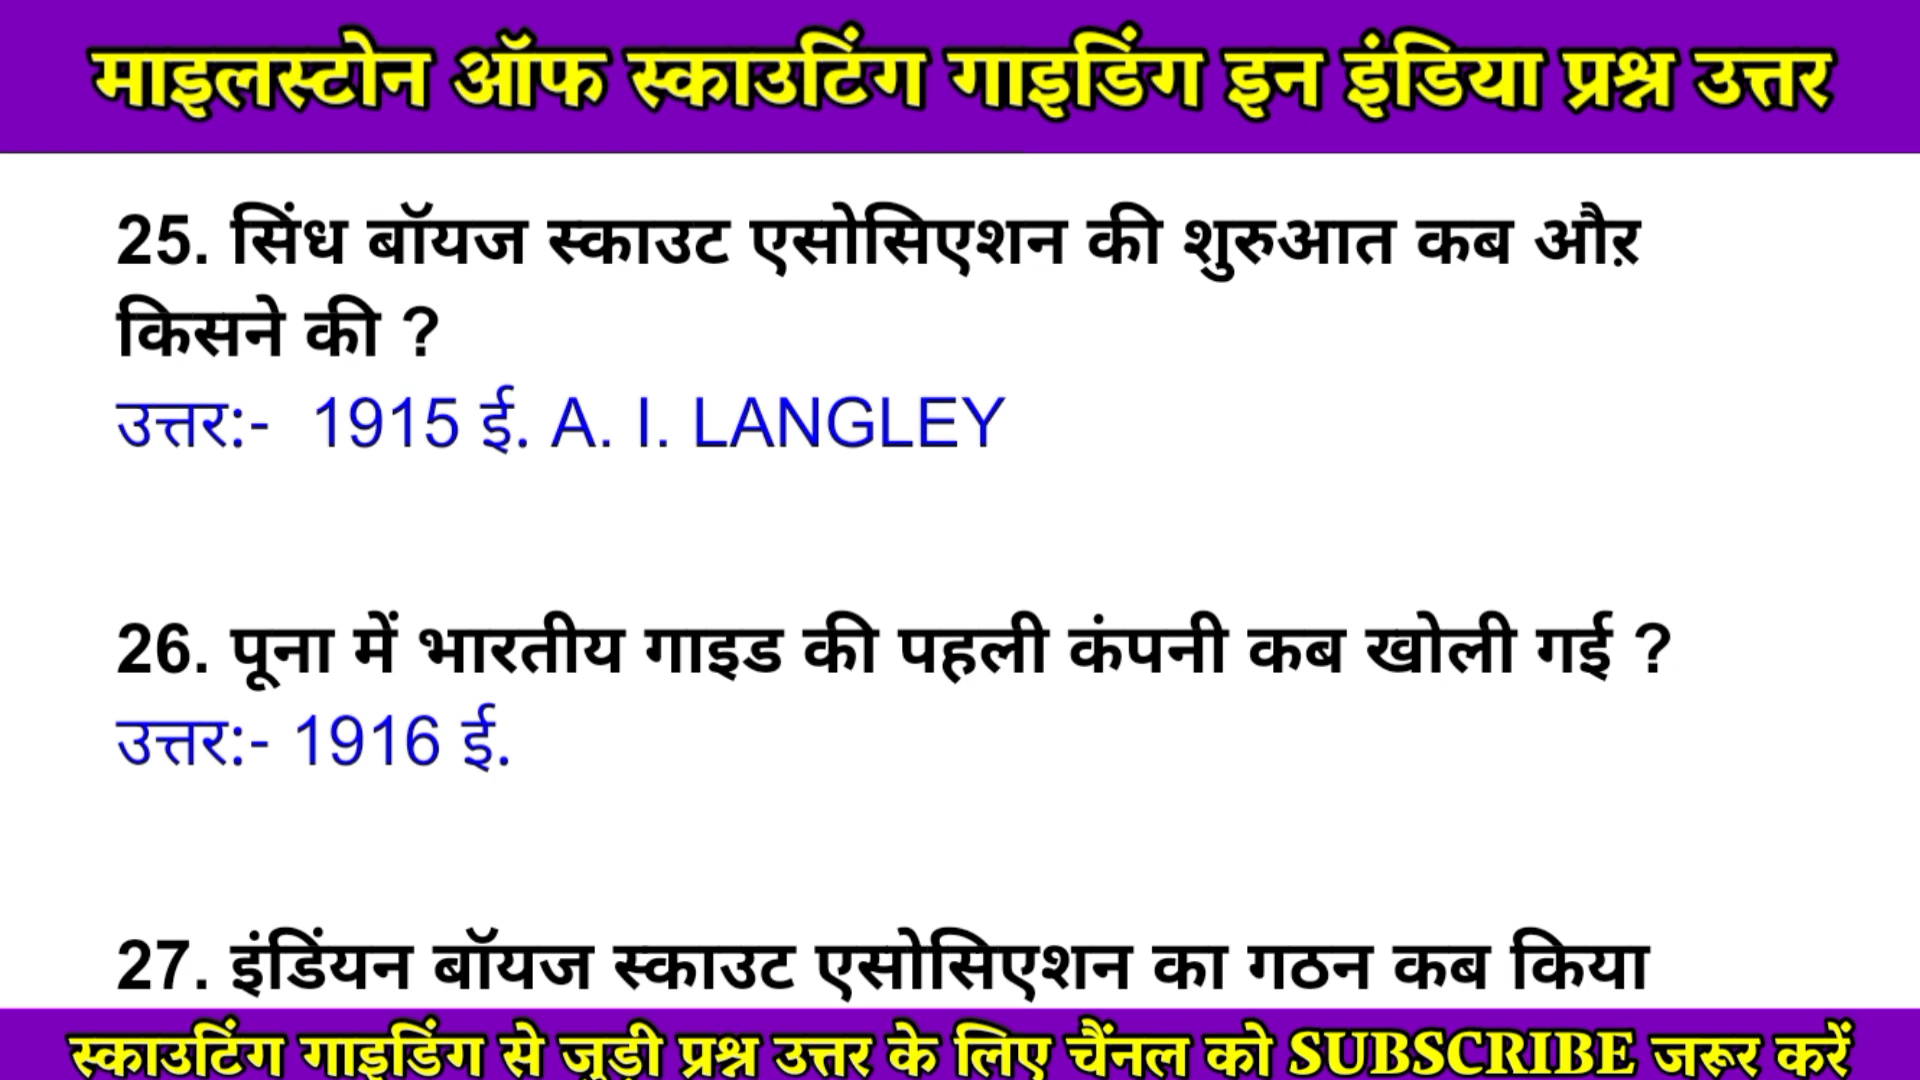 माइलस्टोन ऑफ स्काउटिंग गाइडिंग इन इंडिया प्रश्न उत्तर
25. सिंध बॉयज स्काउट एसोसिएशन की शुरुआत कब औऱ
किसने की ?
उत्तर:- 1915 ई. A. I. LANGLEY
26. पूना में भारतीय गाइड की पहली कंपनी कब खोली गई ?
उत्तर:- 1916 ई.
27. इंडिंयन बॉयज स्काउट एसोसिएशन का गठन कब किया
स्काउटिंग गाइडिंग से जुड़ी प्रश्न उत्तर के लिए चैंनल को SUBSCRIBE जरूर करें